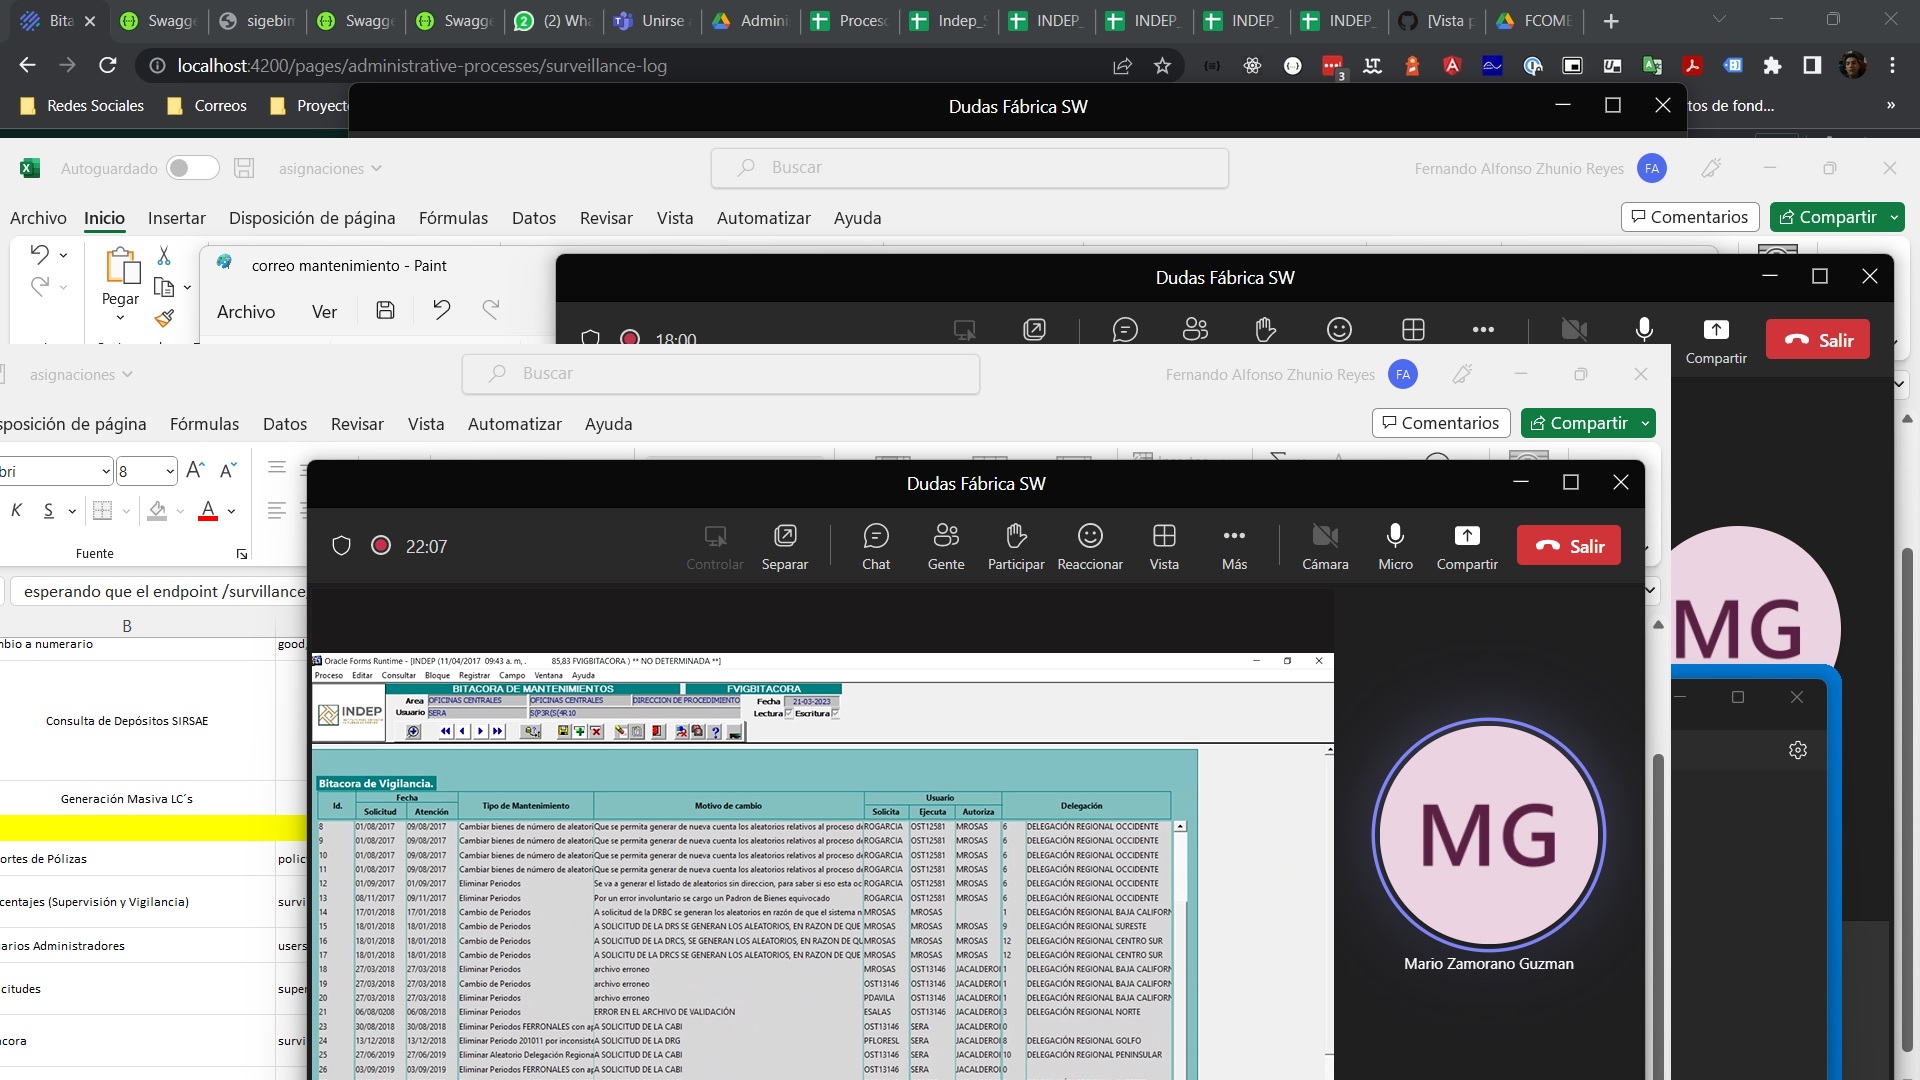 Bita
Swagge
sigebin
Swagge
Swagge
(2) Wha
Unirse a
Admini
Proces
Indep_S
INDEP_
INDEP_
INDEP_
INDEP_
[Vista p
FCOME
localhost:4200/pages/administrative-processes/surveillance-log
3
Redes Sociales
Correos
Proyect
tos de fond...
»
Dudas Fábrica SW
Autoguardado
asignaciones
Buscar
Fernando Alfonso Zhunio Reyes
FA
Archivo Inicio Insertar Disposición de página Fórmulas Datos Revisar Vista Automatizar Ayuda
Comentarios
Compartir
Pegar
correo mantenimiento - Paint
Archivo Ver
Dudas Fábrica SW
18:00
Compartir
Salir
asignaciones
Buscar
Fernando Alfonso Zhunio Reyes
FA
sposición de página Fórmulas Datos Revisar Vista Automatizar Ayuda
Comentarios
Compartir
bri
8
K S
Fuente
esperando que el endpoint /survillance
B
mbio a numerario
good
Consulta de Depósitos SIRSAE
Generación Masiva LC´s
ortes de Pólizas
polic
centajes (Supervisión y Vigilancia)
survi
arios Administradores
users
citudes
super
cora
survi
Dudas Fábrica SW
22:07
Controlar Separar Chat Gente Participar Reaccionar Vista Más Cámara Micro Compartir
Salir
Oracle Forms Runtime - [INDEP (11/04/2017 09:43 a. m, . 85,83 FVIGBITACORA ) ** NO DETERMINADA **]
Proceso Editar Consultar Bloque Registrar Campo Ventana Ayuda
INDEP
BITACORA DE MANTENIMIENTOS FVIGBITACORA
Area OFICINAS CENTRALES OFICINAS CENTRALES DIRECCION DE PROCEDIMIENTO Fecha 21-03-2023
Usuario SERA S(P3R(S(4R10 Lectura Escritura
Bitacora de Vigilancia.
Id. Fecha Tipo de Mantenimiento Motivo de cambio Usuario Delegación
Solicitud Atención Solicita Ejecuta Autoriza
8 01/08/2017 09/08/2017 Cambiar bienes de número de aleatori Que se permita generar de nueva cuenta los aleatorios relativos al proceso de ROGARCIA OST12581 MROSAS 6 DELEGACIÓN REGIONAL OCCIDENTE
9 01/08/2017 09/08/2017 Cambiar bienes de número de aleatori Que se permita generar de nueva cuenta los aleatorios relativos al proceso de ROGARCIA OST12581 MROSAS 6 DELEGACIÓN REGIONAL OCCIDENTE
10 01/08/2017 09/08/2017 Cambiar bienes de número de aleatori Que se permita generar de nueva cuenta los aleatorios relativos al proceso de ROGARCIA OST12581 MROSAS 6 DELEGACIÓN REGIONAL OCCIDENTE
11 01/08/2017 09/08/2017 Cambiar bienes de número de aleatori Que se permita generar de nueva cuenta los aleatorios relativos al proceso de ROGARCIA OST12581 MROSAS 6 DELEGACIÓN REGIONAL OCCIDENTE
12 01/09/2017 01/09/2017 Eliminar Periodos Se va a generar el listado de aleatorios sin direccion, para saber si eso esta oc ROGARCIA OST12581 MROSAS 6 DELEGACIÓN REGIONAL OCCIDENTE
13 08/11/2017 09/11/2017 Eliminar Periodos Por un error involuntario se cargo un Padron de Bienes equivocado ROGARCIA OST12581 MROSAS 6 DELEGACIÓN REGIONAL OCCIDENTE
14 17/01/2018 17/01/2018 Cambio de Periodos A solicitud de la DRBC se generan los aleatorios en razón de que el sistema n MROSAS MROSAS 1 DELEGACIÓN REGIONAL BAJA CALIFORN
15 18/01/2018 18/01/2018 Cambio de Periodos A SOLICITUD DE LA DRS SE GENERAN LOS ALEATORIOS, EN RAZON DE QUE MROSAS MROSAS MROSAS 9 DELEGACIÓN REGIONAL SURESTE
16 18/01/2018 18/01/2018 Cambio de Periodos A SOLICITUD DE LA DRCS, SE GENERAN LOS ALEATORIOS, EN RAZON DE QU MROSAS MROSAS MROSAS 12 DELEGACIÓN REGIONAL CENTRO SUR
17 18/01/2018 18/01/2018 Cambio de Periodos A SOLICITU DE LA DRCS SE GENERAN LOS ALEATORIOS, EN RAZON DE QUE MROSAS MROSAS MROSAS 12 DELEGACIÓN REGIONAL CENTRO SUR
18 27/03/2018 27/03/2018 Eliminar Periodos archivo erroneo MROSAS OST13146 JACALDEROI 1 DELEGACIÓN REGIONAL BAJA CALIFORN
19 27/03/2018 27/03/2018 Cambio de Periodos archivo erroneo OST13146 OST13146 JACALDEROI 1 DELEGACIÓN REGIONAL BAJA CALIFORN
20 27/03/2018 27/03/2018 Eliminar Periodos archivo erroneo PDAVILA OST13146 JACALDEROI 1 DELEGACIÓN REGIONAL BAJA CALIFORN
21 06/08/0208 06/08/2018 Eliminar Periodos ERROR EN EL ARCHIVO DE VALIDACIÓN ESALAS OST13146 JACALDEROI 3 DELEGACIÓN REGIONAL NORTE
23 30/08/2018 30/08/2018 Eliminar Periodos FERRONALES con ap A SOLICITUD DE LA CABI OST13146 SERA JACALDEROI 0
24 13/12/2018 13/12/2018 Eliminar Periodo 201011 por inconsiste A SOLICITUD DE LA DRG PFLORESL SERA JACALDEROI 8 DELEGACIÓN REGIONAL GOLFO
25 27/06/2019 27/06/2019 Eliminar Aleatorio Delegación Regiona A SOLICITUD DE LA CABI OST13146 SERA JACALDEROI 10 DELEGACIÓN REGIONAL PENINSULAR
26 03/09/2019 03/09/2019 Eliminar Periodos FERRONALES con ap A SOLICITUD DE LA CABI OST13146 SERA JACALDEROI 0
MG
Mario Zamorano Guzman
MG